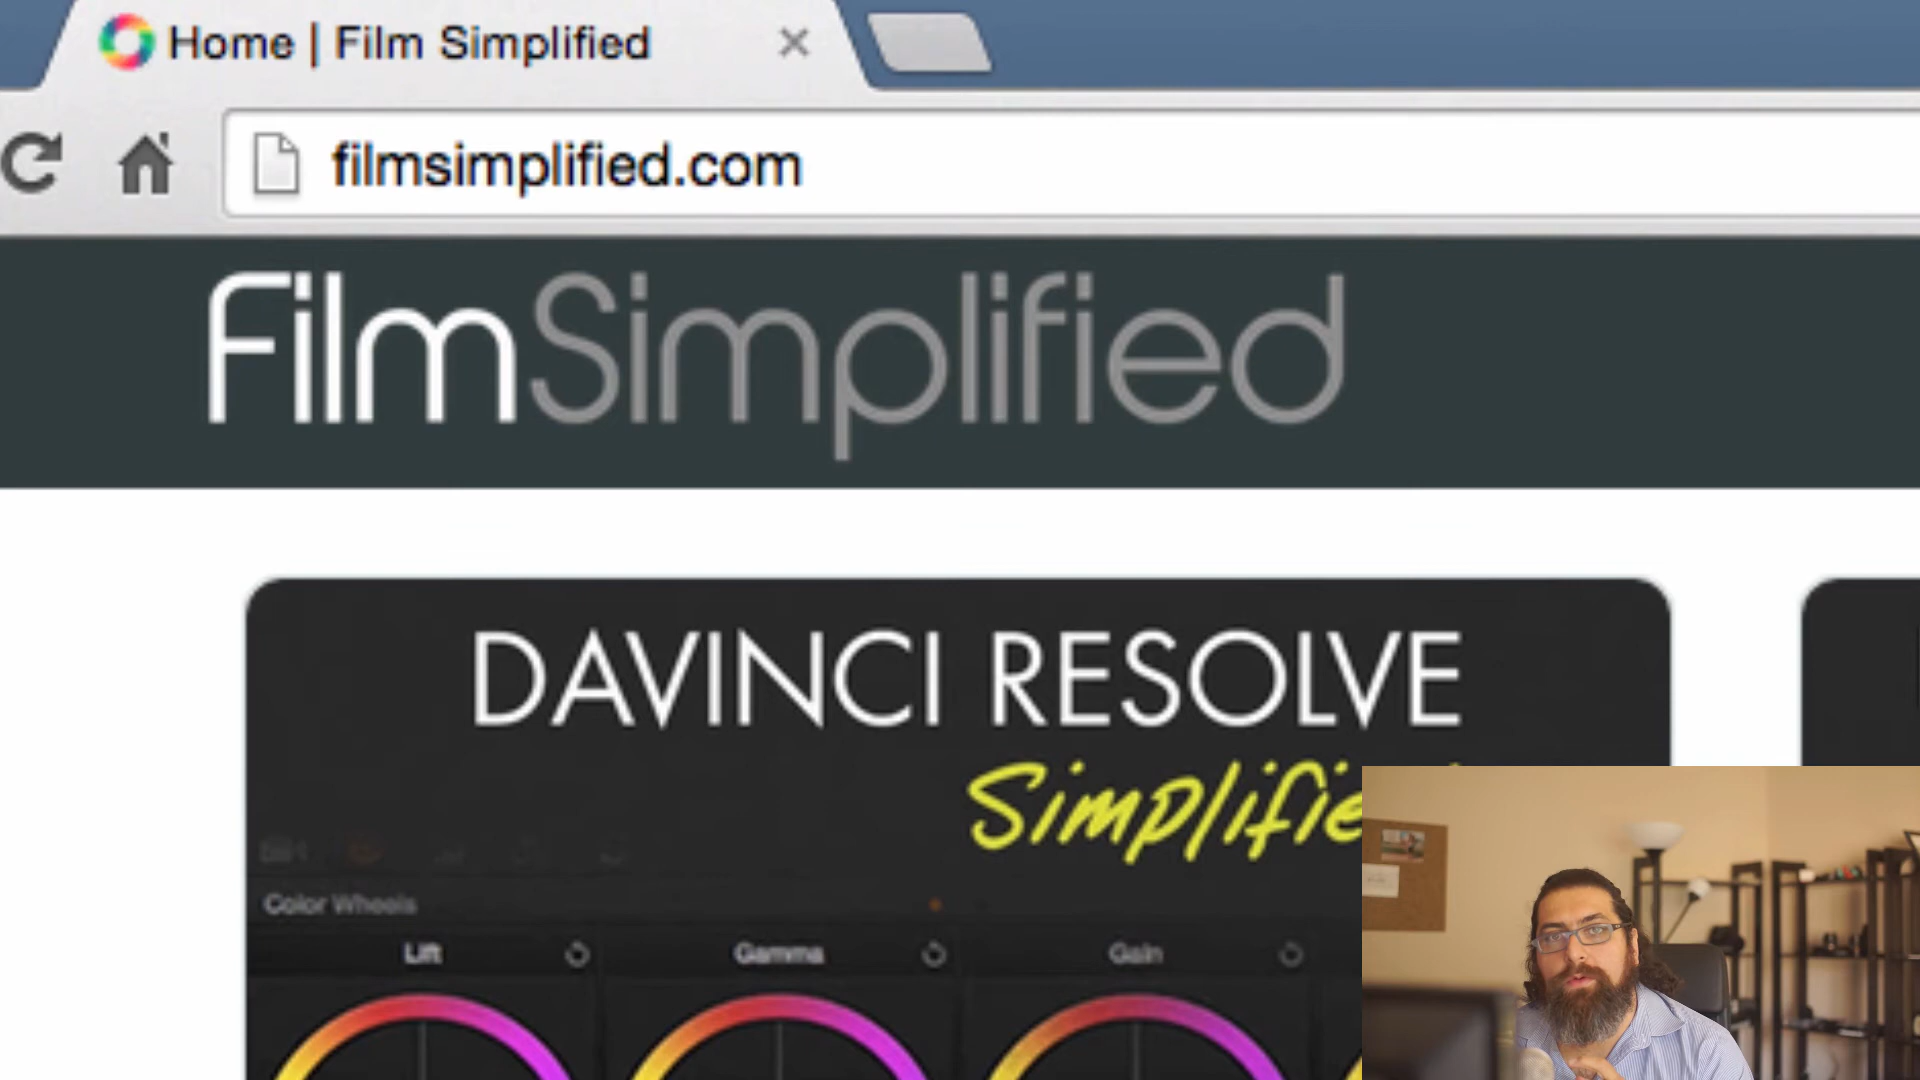 Home | Film Simplified
filmsimplified.com
FilmSimplified
DAVINCI RESOLVE
Simplifie
Color Wheels
Lift
Gamma
Gain